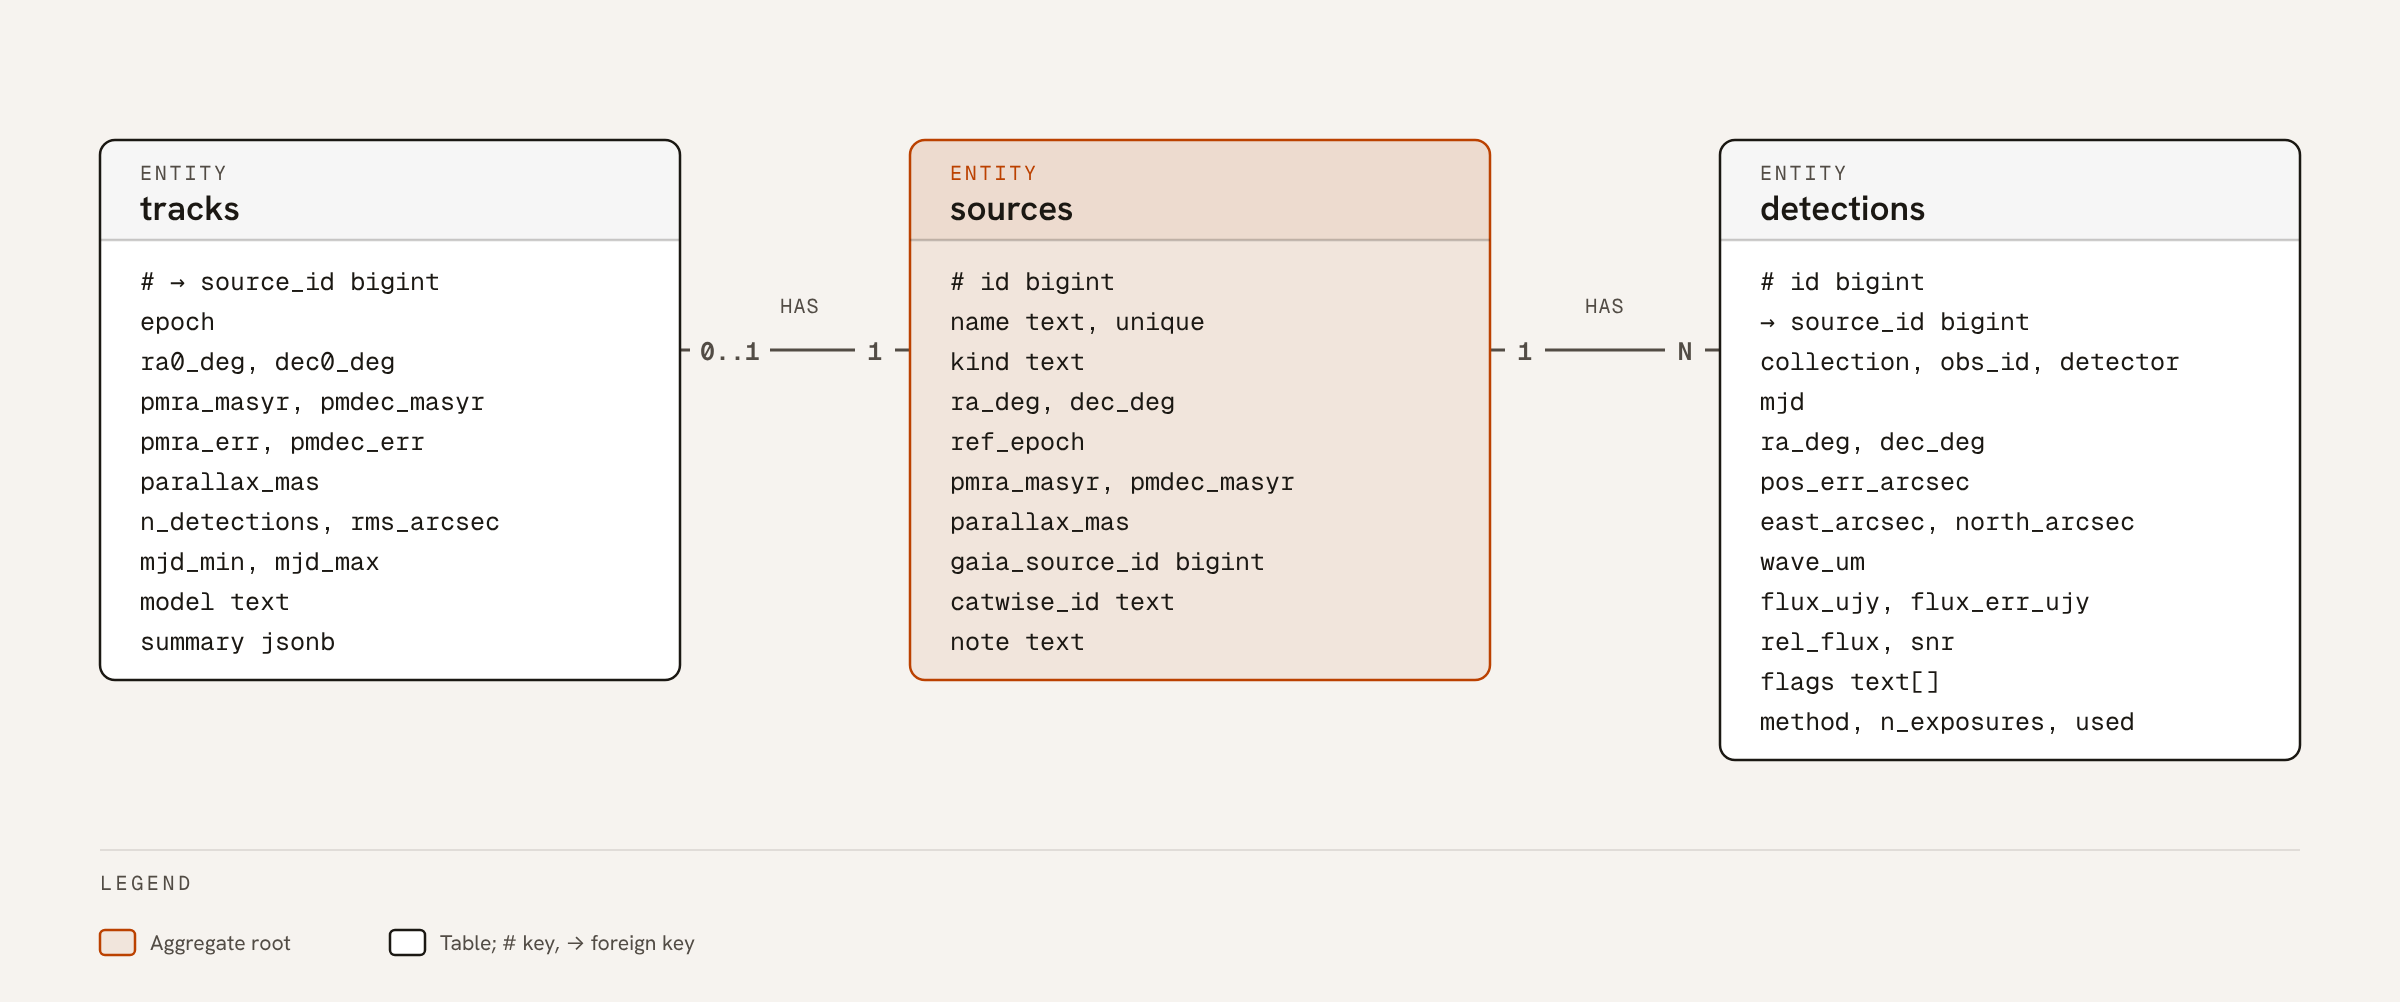 ENTITY
tracks
# → source_id bigint
epoch
ra0_deg, dec0_deg
pmra_masyr, pmdec_masyr
pmra_err, pmdec_err
parallax_mas
n_detections, rms_arcsec
mjd_min, mjd_max
model text
summary jsonb
HAS
0..1
1
ENTITY
sources
# id bigint
name text, unique
kind text
ra_deg, dec_deg
ref_epoch
pmra_masyr, pmdec_masyr
parallax_mas
gaia_source_id bigint
catwise_id text
note text
HAS
1
N
ENTITY
detections
# id bigint
→ source_id bigint
collection, obs_id, detector
mjd
ra_deg, dec_deg
pos_err_arcsec
east_arcsec, north_arcsec
wave_um
flux_ujy, flux_err_ujy
rel_flux, snr
flags text[]
method, n_exposures, used
LEGEND
Aggregate root
Table; # key, → foreign key